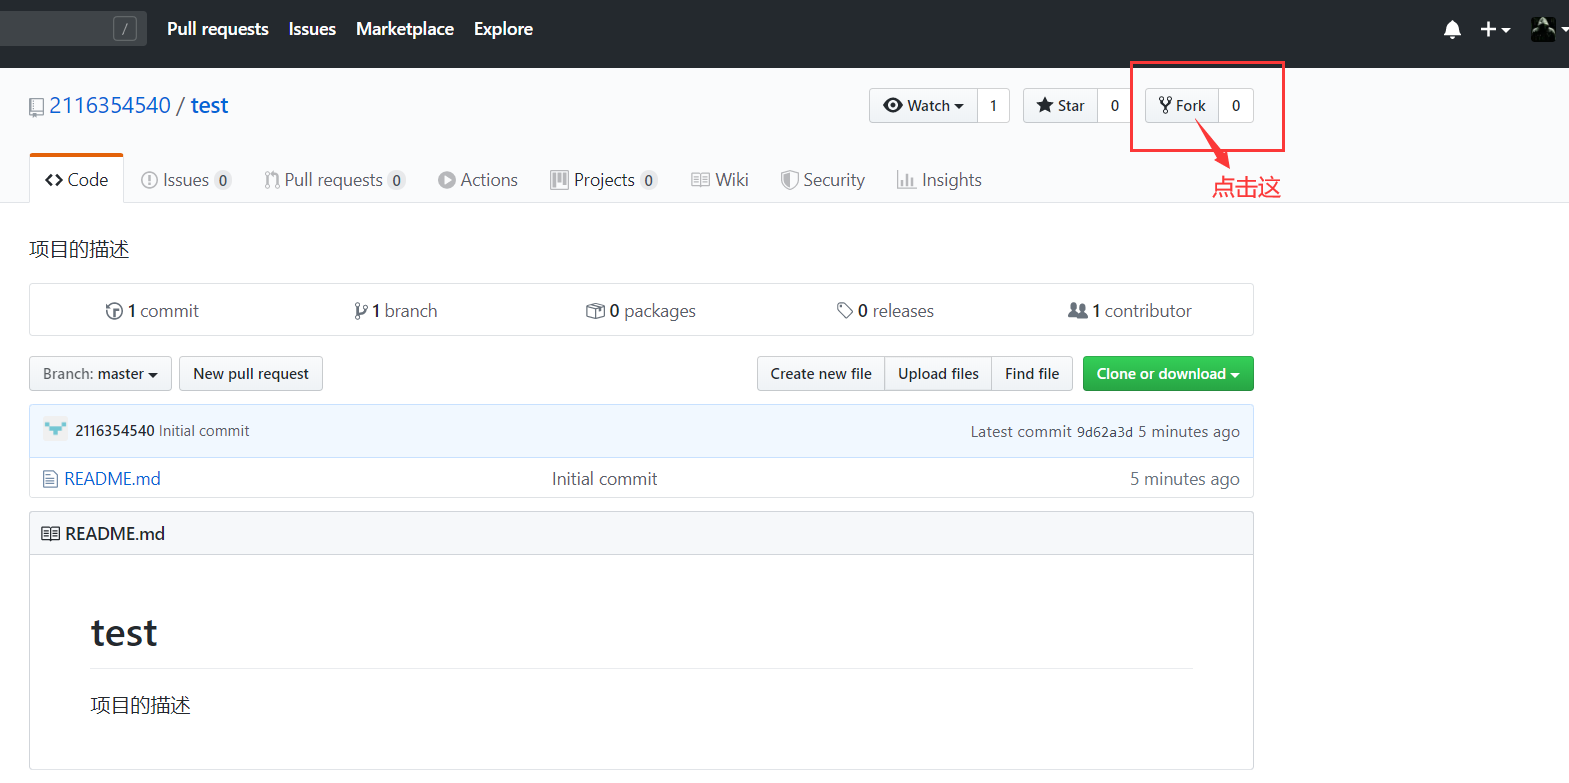 / Pull requests Issues Marketplace Explore
2116354540 / test Watch 1 Star 0 Fork 0
Code Issues 0 Pull requests 0 Actions Projects 0 Wiki Security Insights
点击这
项目的描述
1 commit 1 branch 0 packages 0 releases 1 contributor
Branch: master New pull request Create new file Upload files Find file Clone or download
2116354540 Initial commit Latest commit 9d62a3d 5 minutes ago
README.md Initial commit 5 minutes ago
README.md
test
项目的描述